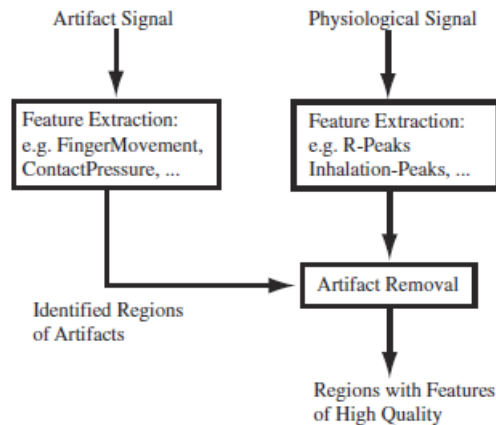 Artifact Signal
Physiological Signal
Feature Extraction:
e.g. FingerMovement,
ContactPressure, ...
Feature Extraction:
e.g. R-Peaks
Inhalation-Peaks, ...
Artifact Removal
Identified Regions
of Artifacts
Regions with Features
of High Quality